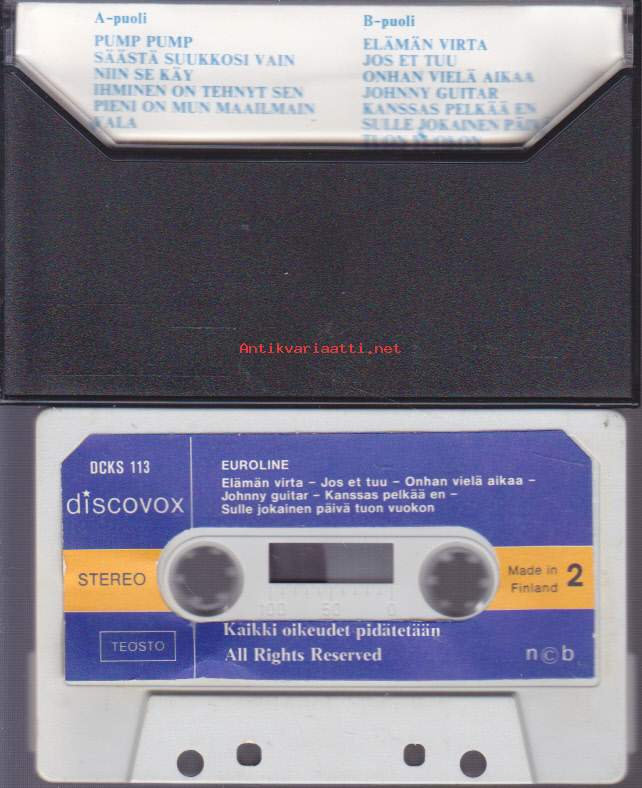 A-puoli
PUMP PUMP
SÄÄSTÄ SUUKKOSI VAIN
NIIN SE KÄY
IHMINEN ON TEHNYT SEN
PIENI ON MUN MAAILMAIN
KALA
B-puoli
ELÄMÄN VIRTA
JOS ET TUU
ONHAN VIELÄ AIKAA
JOHNNY GUITAR
KANSSAS PELKÄÄ EN
SULLE JOKAINEN PÄIV
TUON VUOKON
Antikvariaatti.net
DCKS 113
discovox
STEREO
TEOSTO
EUROLINE
Elämän virta – Jos et tuu – Onhan vielä aikaa –
Johnny guitar – Kanssas pelkää en –
Sulle jokainen päivä tuon vuokon
100 50 0
Made in
Finland
2
Kaikki oikeudet pidätetään
All Rights Reserved
n©b